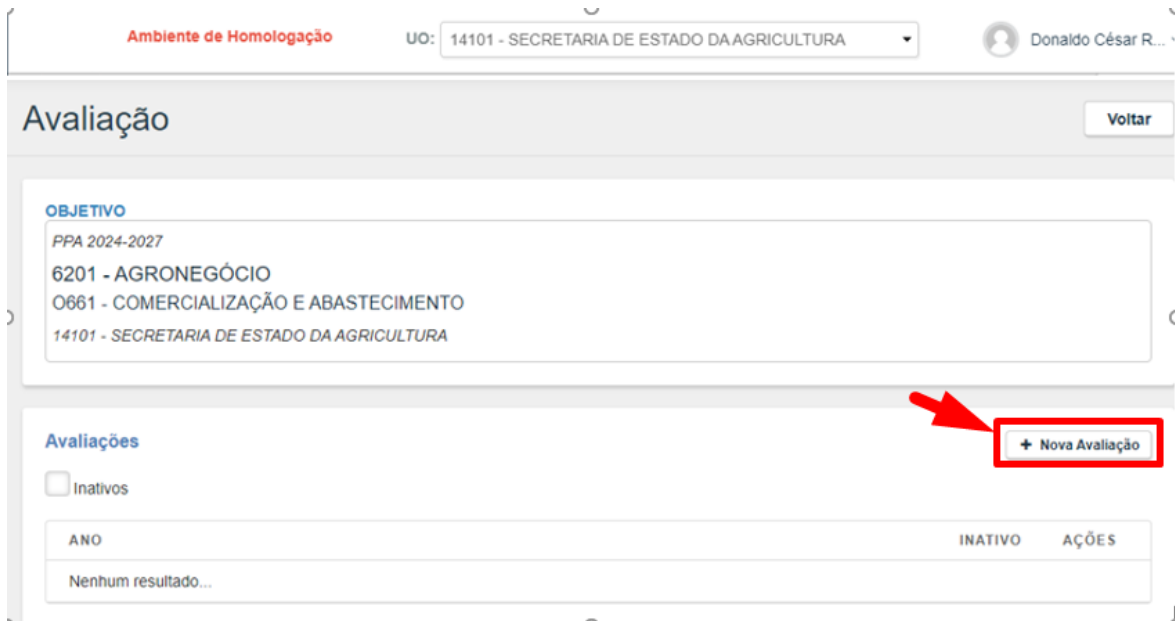 Ambiente de Homologação UO: 14101 - SECRETARIA DE ESTADO DA AGRICULTURA Donaldo César R...
Avaliação Voltar
OBJETIVO
PPA 2024-2027
6201 - AGRONEGÓCIO
O661 - COMERCIALIZAÇÃO E ABASTECIMENTO
14101 - SECRETARIA DE ESTADO DA AGRICULTURA
Avaliações + Nova Avaliação
Inativos
ANO INATIVO AÇÕES
Nenhum resultado...